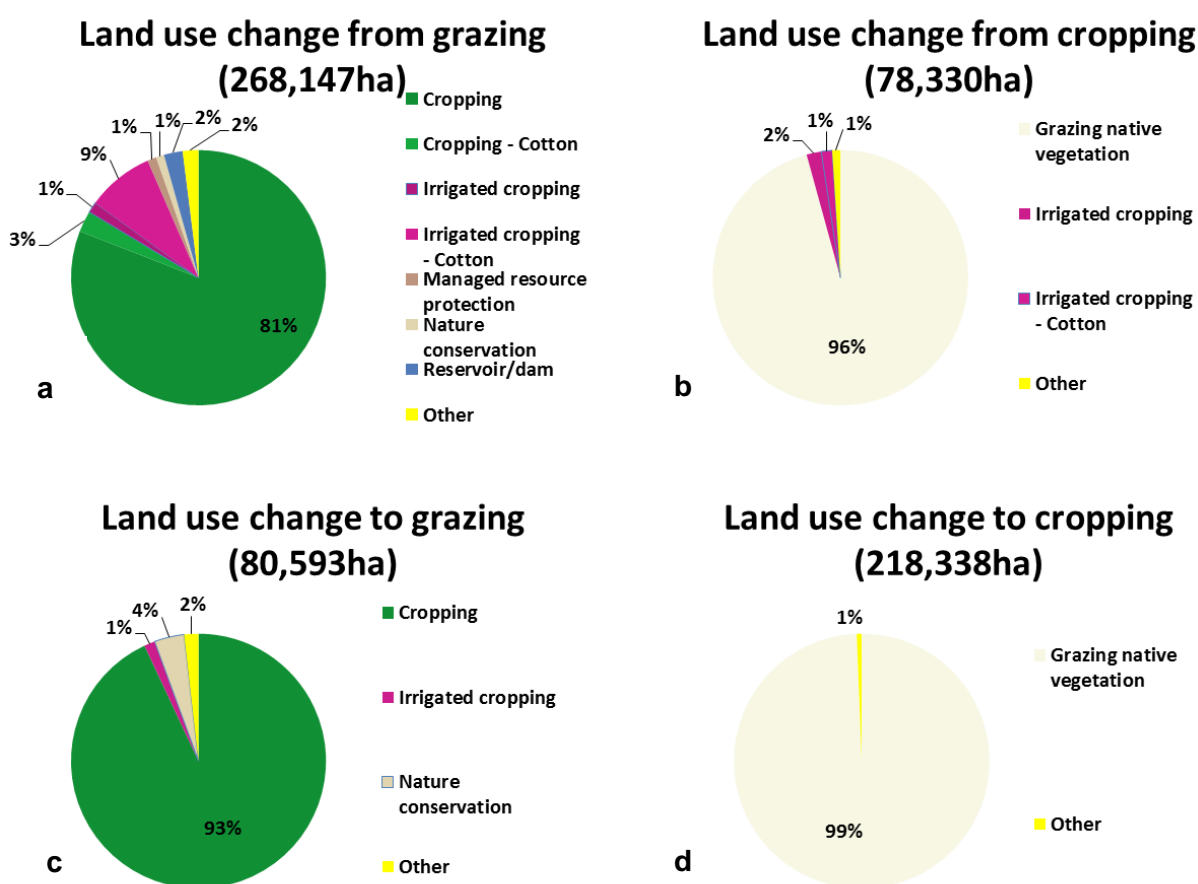 Land use change from grazing
(268,147ha)
Cropping
Cropping - Cotton
Irrigated cropping
Irrigated cropping
- Cotton
Managed resource
protection
Nature
conservation
Reservoir/dam
Other
1%
1%
2%
2%
9%
1%
3%
81%
a
Land use change from cropping
(78,330ha)
Grazing native
vegetation
Irrigated cropping
Irrigated cropping
- Cotton
Other
2%
1%
1%
96%
b
Land use change to grazing
(80,593ha)
Cropping
Irrigated cropping
Nature
conservation
Other
1%
4%
2%
93%
c
Land use change to cropping
(218,338ha)
Grazing native
vegetation
Other
1%
99%
d